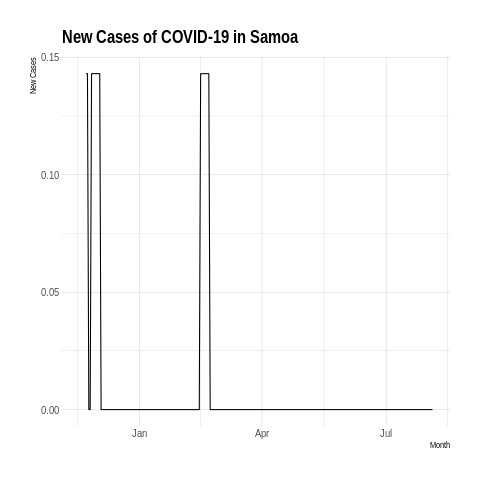 New Cases of COVID-19 in Samoa
New Cases
0.15
0.10
0.05
0.00
Jan Apr Jul
Month